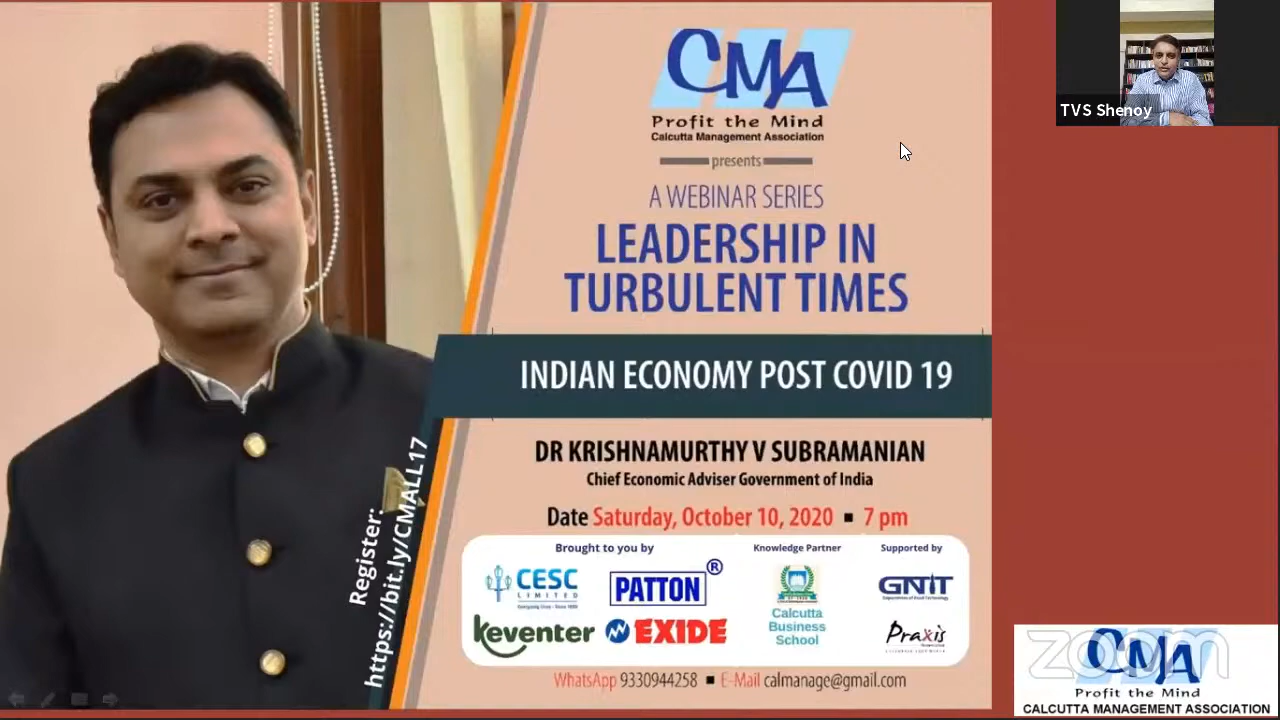 CMA
Profit the Mind
Calcutta Management Association
presents
A WEBINAR SERIES
LEADERSHIP IN
TURBULENT TIMES
INDIAN ECONOMY POST COVID 19
DR KRISHNAMURTHY V SUBRAMANIAN
Chief Economic Adviser Government of India
Date Saturday, October 10, 2020 ▪ 7 pm
Register:
https://bit.ly/CMALL17
Brought to you by
CESC
LIMITED
PATTON®
Keventer
EXIDE
Knowledge Partner
Calcutta
Business
School
Supported by
GNIT
Praxis
WhatsApp 9330944258 ▪ E-Mail calmanage@gmail.com
TVS Shenoy
zoom
CMA
Profit the Mind
CALCUTTA MANAGEMENT ASSOCIATION